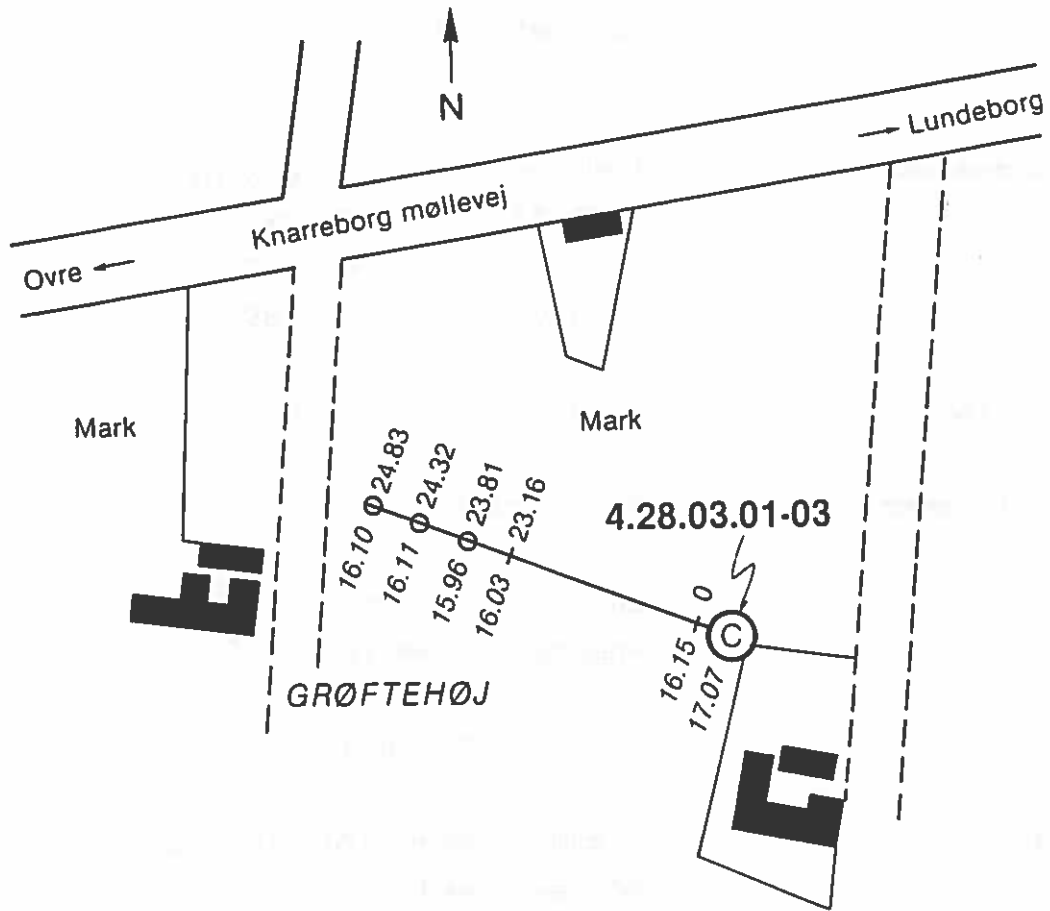 N
Lundeborg
Knarreborg møllevej
Ovre
Mark
Mark
24.83
24.32
23.81
23.16
4.28.03.01-03
0
16.10
16.11
15.96
16.03
16.15
17.07
C
GRØFTEHØJ